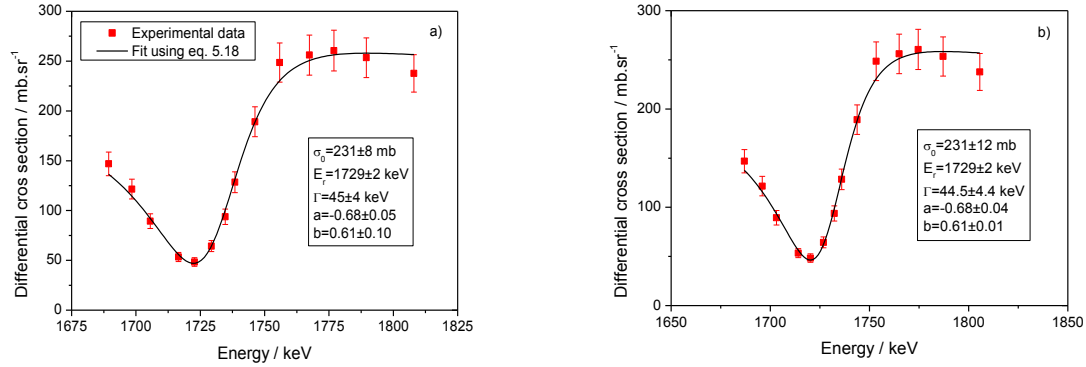 Experimental data
Fit using eq. 5.18
a)
300
250
200
150
100
50
0
Differential cross section / mb.sr⁻¹
σ₀=231±8 mb
Eᵣ=1729±2 keV
Γ=45±4 keV
a=-0.68±0.05
b=0.61±0.10
1675 1700 1725 1750 1775 1800 1825
Energy / keV
b)
300
200
100
0
Differential cross section / mb.sr⁻¹
σ₀=231±12 mb
Eᵣ=1729±2 keV
Γ=44.5±4.4 keV
a=-0.68±0.04
b=0.61±0.01
1650 1700 1750 1800 1850
Energy / keV